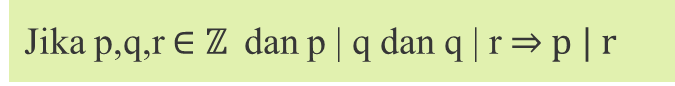 Jika p,q,r ∈ ℤ dan p | q dan q | r ⇒ p | r